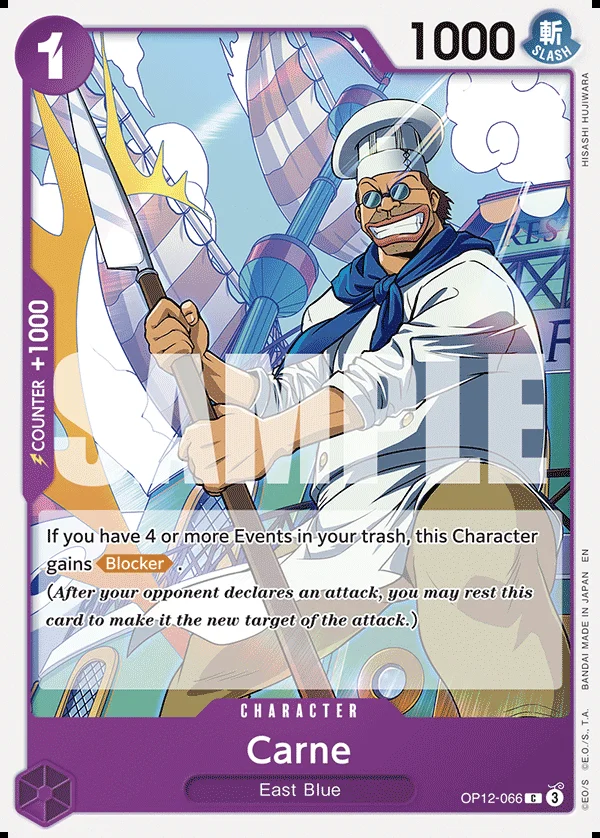 1
1000
斬
SLASH
HISASHI HUJIWARA
RES
COUNTER +1000
SAMPLE
If you have 4 or more Events in your trash, this Character
gains Blocker .
(After your opponent declares an attack, you may rest this
card to make it the new target of the attack.)
CHARACTER
Carne
East Blue
OP12-066 C 3
©EO/S ©E.O./S., T.A. BANDAI MADE IN JAPAN EN